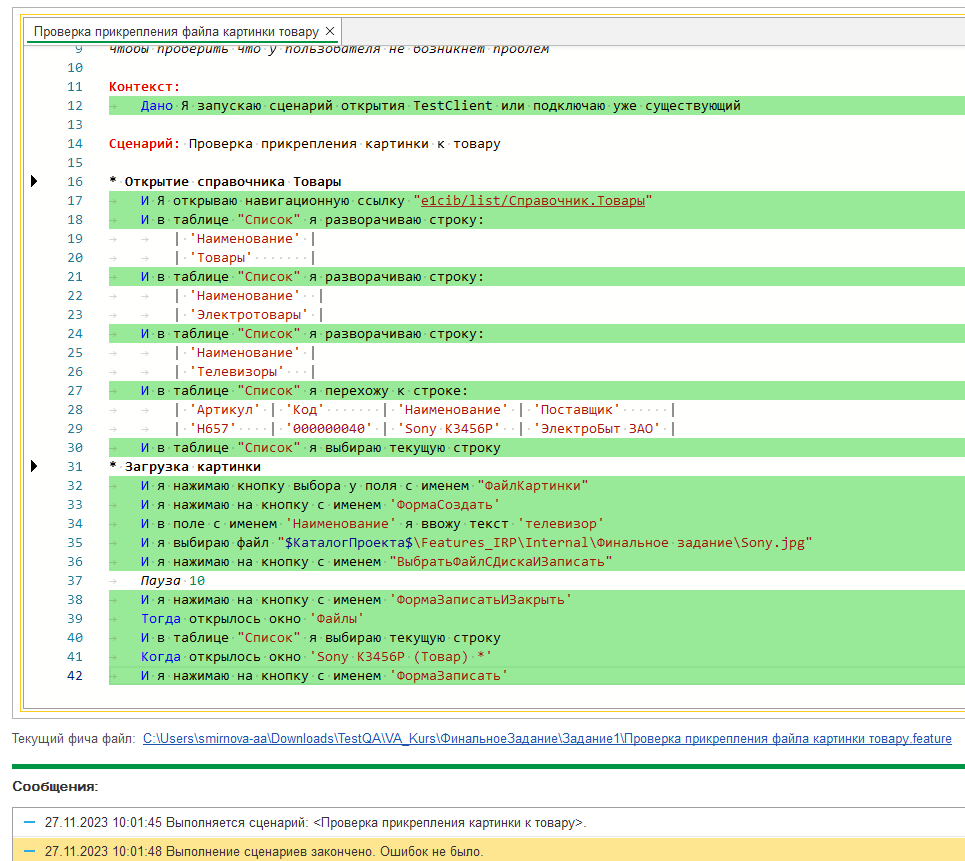 Проверка прикрепления файла картинки товару ×
9 чтобы проверить что у пользователя не возникнет проблем
10
11 Контекст:
12 Дано Я запускаю сценарий открытия TestClient или подключаю уже существующий
13
14 Сценарий: Проверка прикрепления картинки к товару
15
16 * Открытие справочника Товары
17 И Я открываю навигационную ссылку "e1cib/list/Справочник.Товары"
18 И в таблице "Список" я разворачиваю строку:
19 | 'Наименование' |
20 | 'Товары' |
21 И в таблице "Список" я разворачиваю строку:
22 | 'Наименование' |
23 | 'Электротовары' |
24 И в таблице "Список" я разворачиваю строку:
25 | 'Наименование' |
26 | 'Телевизоры' |
27 И в таблице "Список" я перехожу к строке:
28 | 'Артикул' | 'Код' | 'Наименование' | 'Поставщик' |
29 | 'Н657' | '000000040' | 'Sony К3456P' | 'ЭлектроБыт ЗАО' |
30 И в таблице "Список" я выбираю текущую строку
31 * Загрузка картинки
32 И я нажимаю кнопку выбора у поля с именем "ФайлКартинки"
33 И я нажимаю на кнопку с именем 'ФормаСоздать'
34 И в поле с именем 'Наименование' я ввожу текст 'телевизор'
35 И я выбираю файл "$КаталогПроекта$\Features_IRP\Internal\Финальное задание\Sony.jpg"
36 И я нажимаю на кнопку с именем "ВыбратьФайлСДискаИЗаписать"
37 Пауза 10
38 И я нажимаю на кнопку с именем 'ФормаЗаписатьИЗакрыть'
39 Тогда открылось окно 'Файлы'
40 И в таблице "Список" я выбираю текущую строку
41 Когда открылось окно 'Sony К3456P (Товар) *'
42 И я нажимаю на кнопку с именем 'ФормаЗаписать'
Текущий фича файл: C:\Users\smirnova-aa\Downloads\TestQA\VA_Kurs\ФинальноеЗадание\Задание1\Проверка прикрепления файла картинки товару.feature
Сообщения:
27.11.2023 10:01:45 Выполняется сценарий: <Проверка прикрепления картинки к товару>.
27.11.2023 10:01:48 Выполнение сценариев закончено. Ошибок не было.